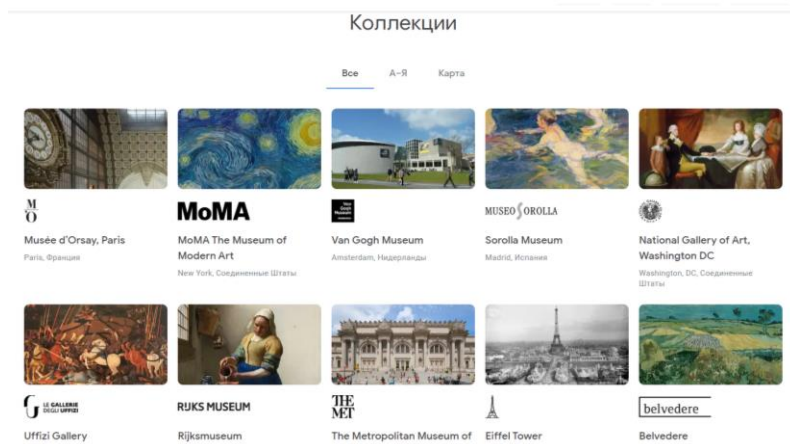 Коллекции
Все А–Я Карта
M
O
MoMA
Van
Gogh
Museum
MUSEO SOROLLA
Musée d'Orsay, Paris
Paris, Франция
MoMA The Museum of
Modern Art
New York, Соединенные Штаты
Van Gogh Museum
Amsterdam, Нидерланды
Sorolla Museum
Madrid, Испания
National Gallery of Art,
Washington DC
Washington, DC, Соединенные
Штаты
LE GALLERIE
DEGLI UFFIZI
RIJKS MUSEUM
THE
MET
belvedere
Uffizi Gallery
Rijksmuseum
The Metropolitan Museum of
Eiffel Tower
Belvedere